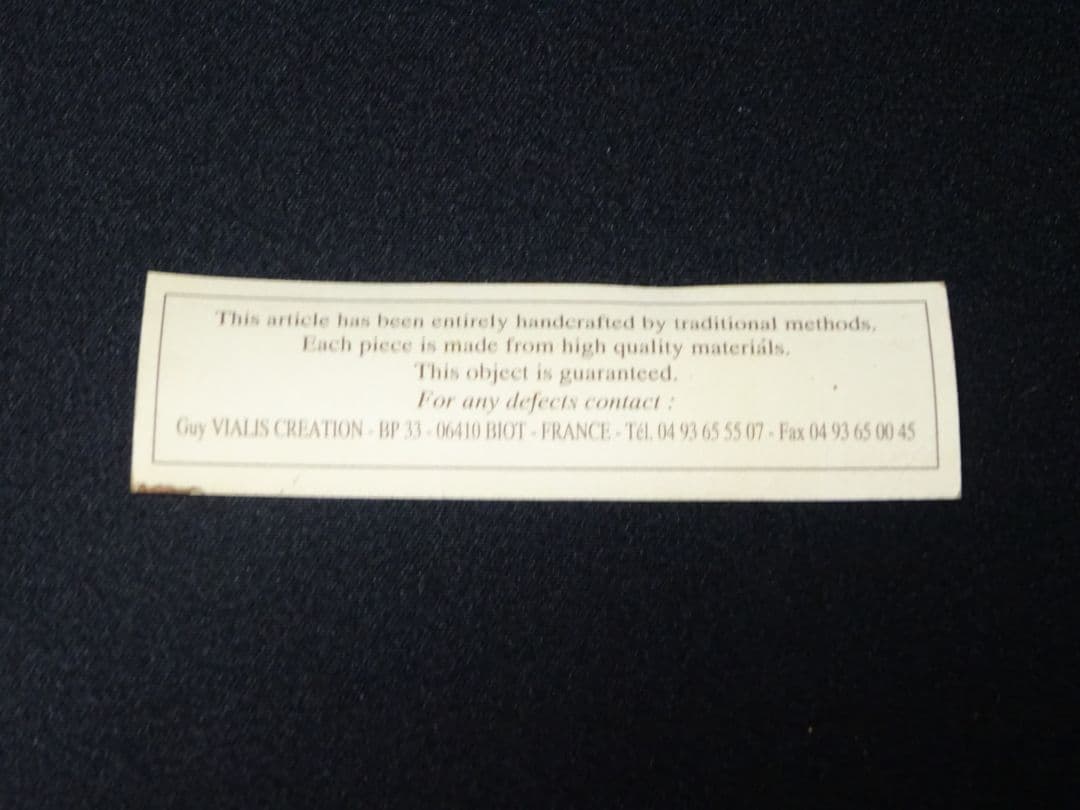 This article has been entirely handcrafted by traditional methods.
Each piece is made from high quality materiáls.
This object is guaranteed.
For any defects contact :
Guy VIALIS CREATION - BP 33 - 06410 BIOT - FRANCE - Tél. 04 93 65 55 07 - Fax 04 93 65 00 45